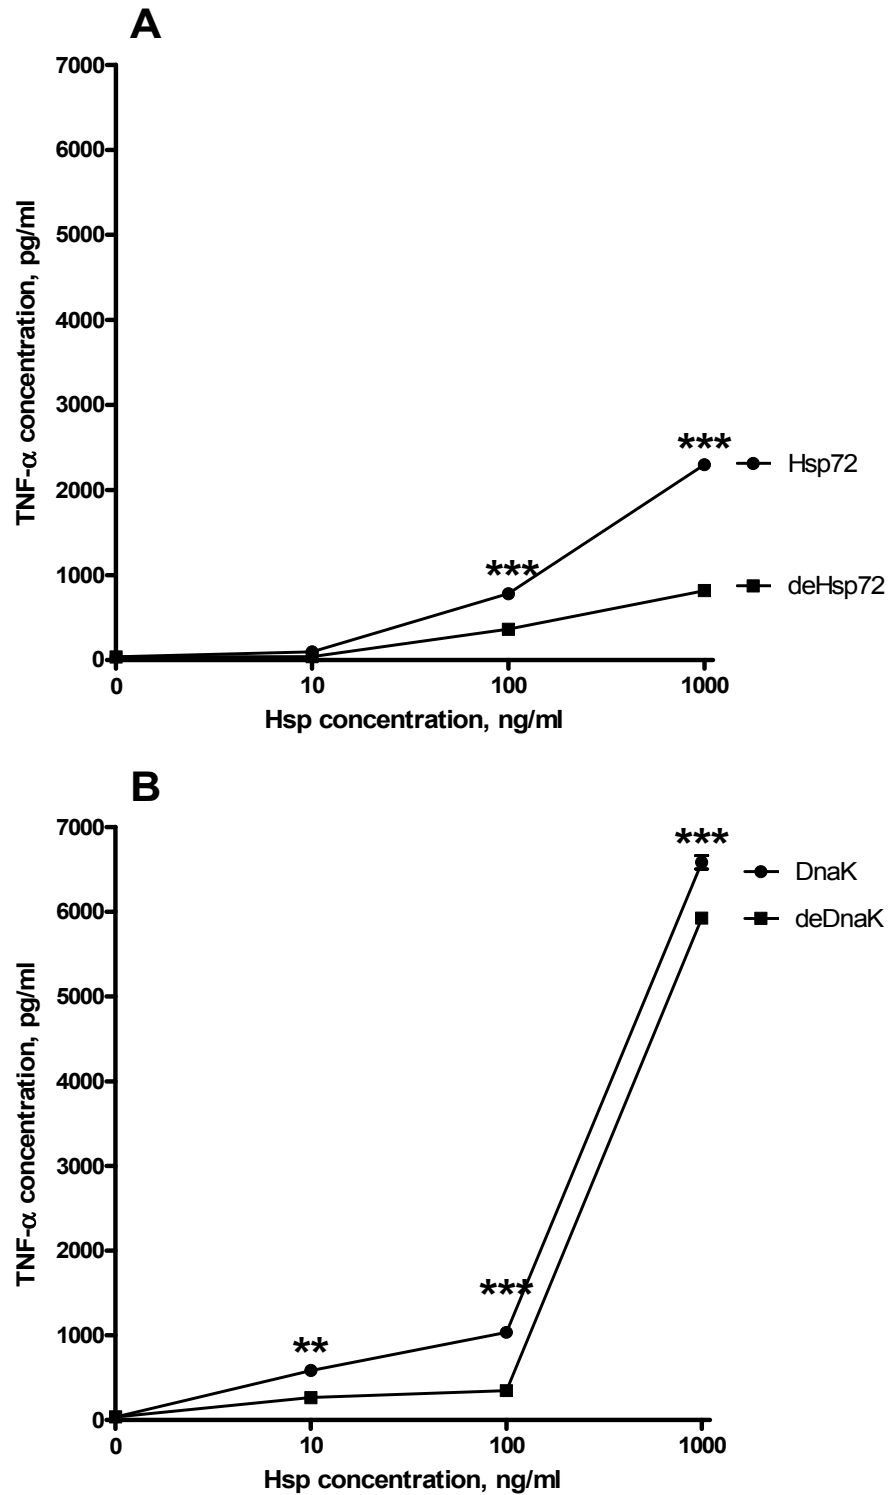 A
7000
6000
5000
4000
3000
2000
1000
0
TNF-α concentration, pg/ml
***
***
Hsp72
deHsp72
0 10 100 1000
Hsp concentration, ng/ml
B
7000
6000
5000
4000
3000
2000
1000
0
TNF-α concentration, pg/ml
**
***
***
DnaK
deDnaK
0 10 100 1000
Hsp concentration, ng/ml